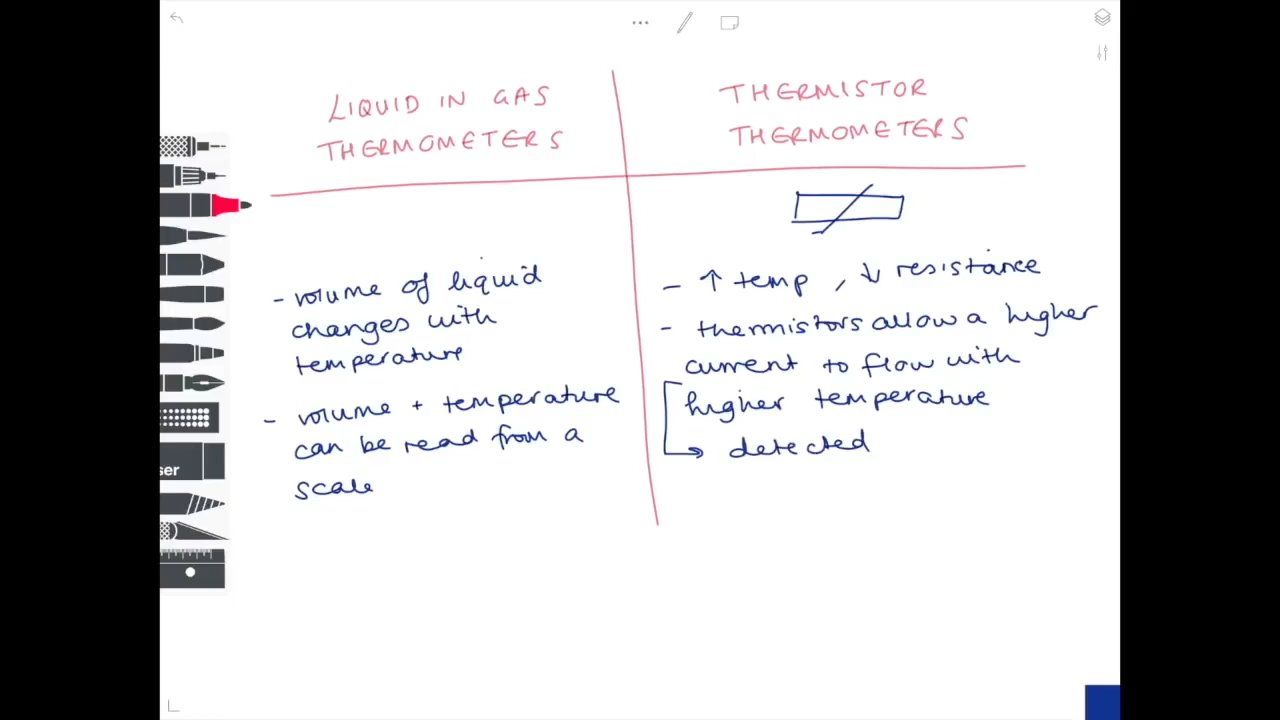 LIQUID IN GAS
THERMOMETERS
- volume of liquid
changes with
temperature
- volume + temperature
can be read from a
scale
THERMISTOR
THERMOMETERS
- ↑ temp, ↓ resistance
- thermistors allow a higher
current to flow with
higher temperature
→ detected
ser